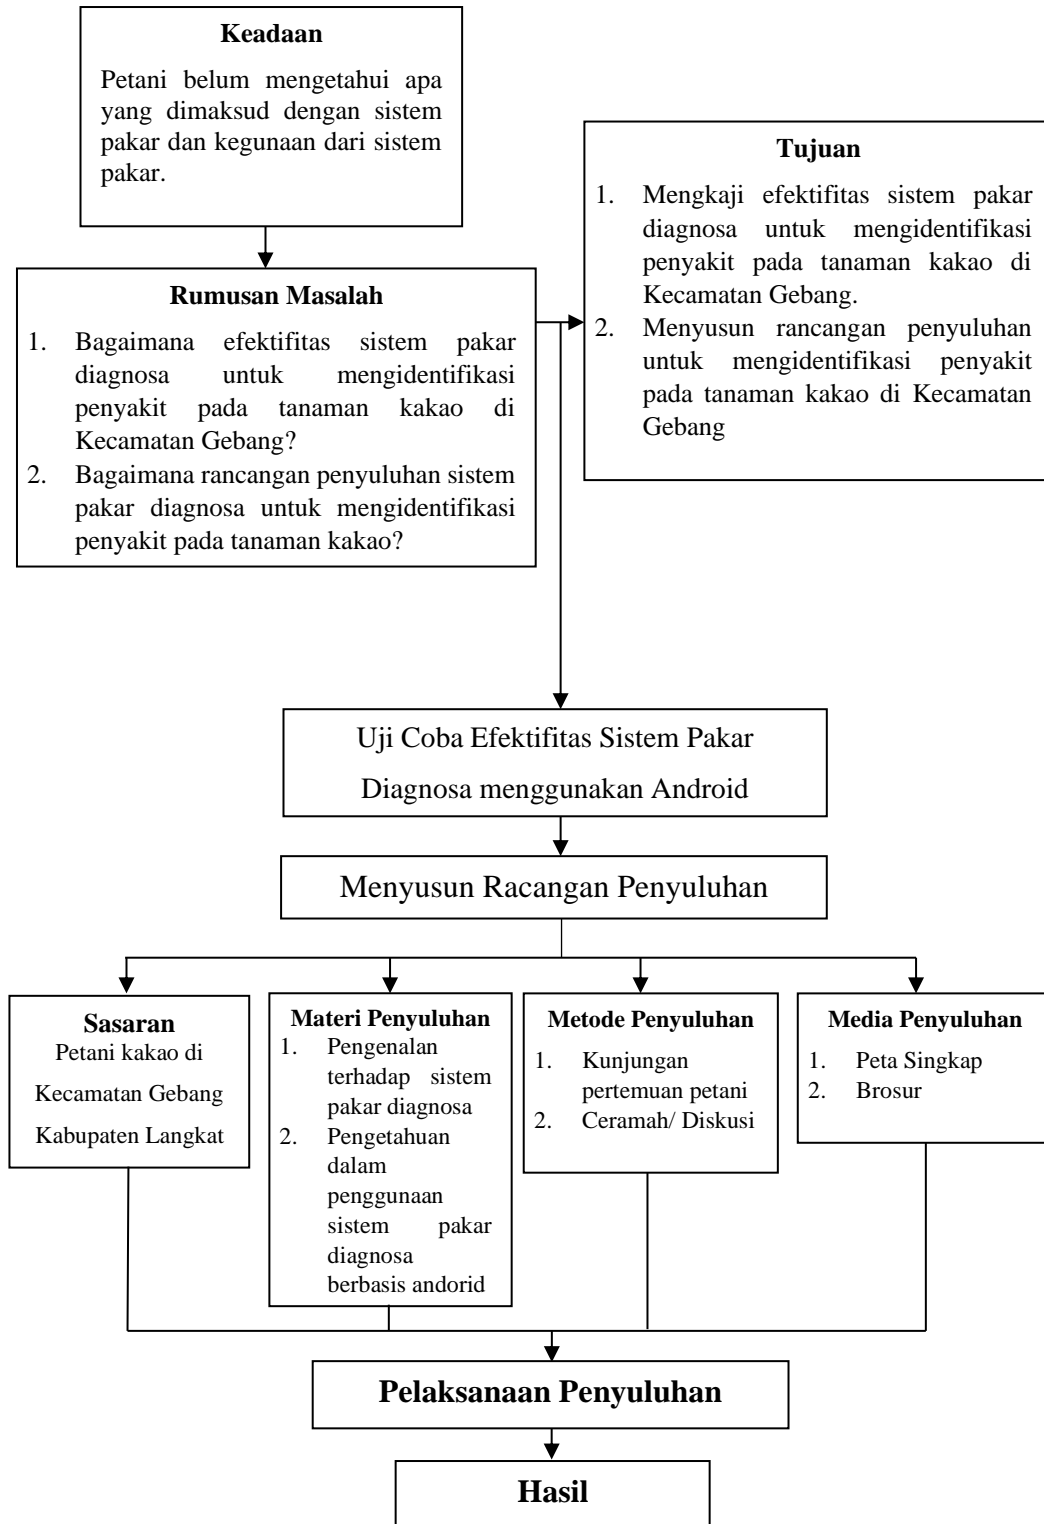 Keadaan
Petani belum mengetahui apa
yang dimaksud dengan sistem
pakar dan kegunaan dari sistem
pakar.
Tujuan
1. Mengkaji efektifitas sistem pakar
diagnosa untuk mengidentifikasi
penyakit pada tanaman kakao di
Kecamatan Gebang.
2. Menyusun rancangan penyuluhan
untuk mengidentifikasi penyakit
pada tanaman kakao di Kecamatan
Gebang
Rumusan Masalah
1. Bagaimana efektifitas sistem pakar
diagnosa untuk mengidentifikasi
penyakit pada tanaman kakao di
Kecamatan Gebang?
2. Bagaimana rancangan penyuluhan sistem
pakar diagnosa untuk mengidentifikasi
penyakit pada tanaman kakao?
Uji Coba Efektifitas Sistem Pakar
Diagnosa menggunakan Android
Menyusun Racangan Penyuluhan
Sasaran
Petani kakao di
Kecamatan Gebang
Kabupaten Langkat
Materi Penyuluhan
1. Pengenalan
terhadap sistem
pakar diagnosa
2. Pengetahuan
dalam
penggunaan
sistem pakar
diagnosa
berbasis andorid
Metode Penyuluhan
1. Kunjungan
pertemuan petani
2. Ceramah/ Diskusi
Media Penyuluhan
1. Peta Singkap
2. Brosur
Pelaksanaan Penyuluhan
Hasil